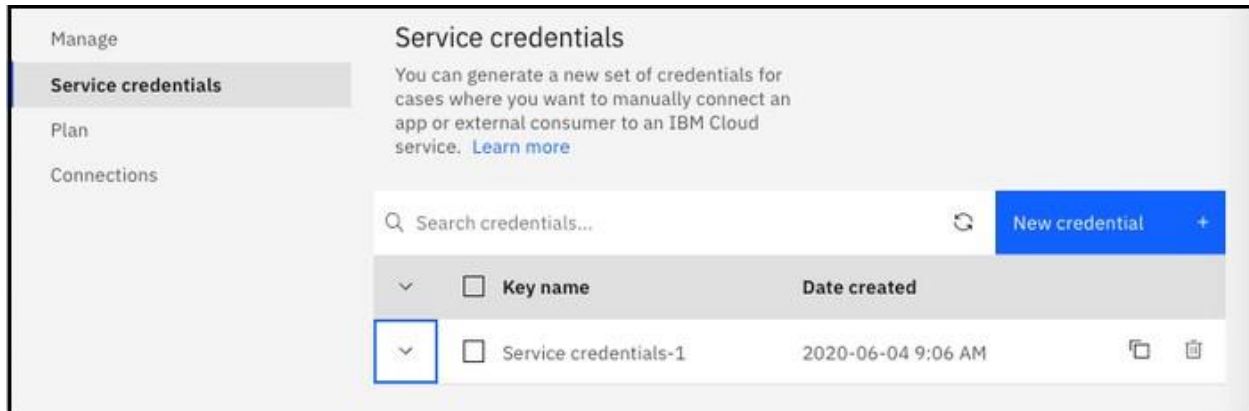 Manage
Service credentials
Plan
Connections
Service credentials
You can generate a new set of credentials for
cases where you want to manually connect an
app or external consumer to an IBM Cloud
service. Learn more
Search credentials...
New credential +
Key name Date created
Service credentials-1 2020-06-04 9:06 AM